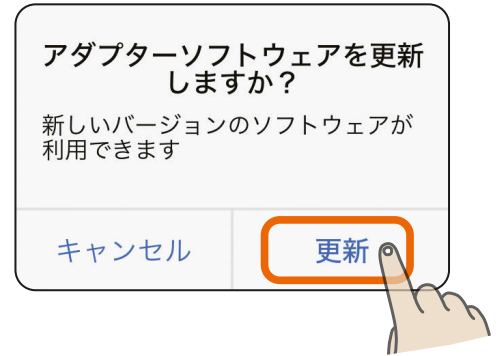 アダプターソフトウェアを更新
しますか？
新しいバージョンのソフトウェアが
利用できます
キャンセル
更新